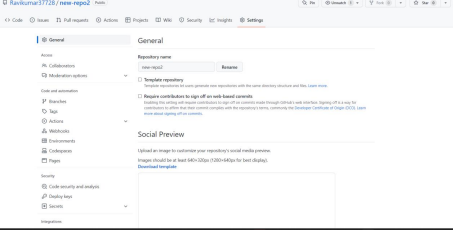 Ravikumar37728 / new-repo2 Public
Pin
Unwatch 1
Fork 0
Star 0
Code
Issues
Pull requests
Actions
Projects
Wiki
Security
Insights
Settings
General
Access
Collaborators
Moderation options
Code and automation
Branches
Tags
Actions
Webhooks
Environments
Codespaces
Pages
Security
Code security and analysis
Deploy keys
Secrets
Integrations
General
Repository name
new-repo2
Rename
Template repository
Template repositories let users generate new repositories with the same directory structure and files. Learn more.
Require contributors to sign off on web-based commits
Enabling this setting will require contributors to sign off on commits made through GitHub's web interface. Signing off is a way for
contributors to affirm that their commit complies with the repository's terms, commonly the Developer Certificate of Origin (DCO). Learn
more about signing off on commits.
Social Preview
Upload an image to customize your repository's social media preview.
Images should be at least 640×320px (1280×640px for best display).
Download template